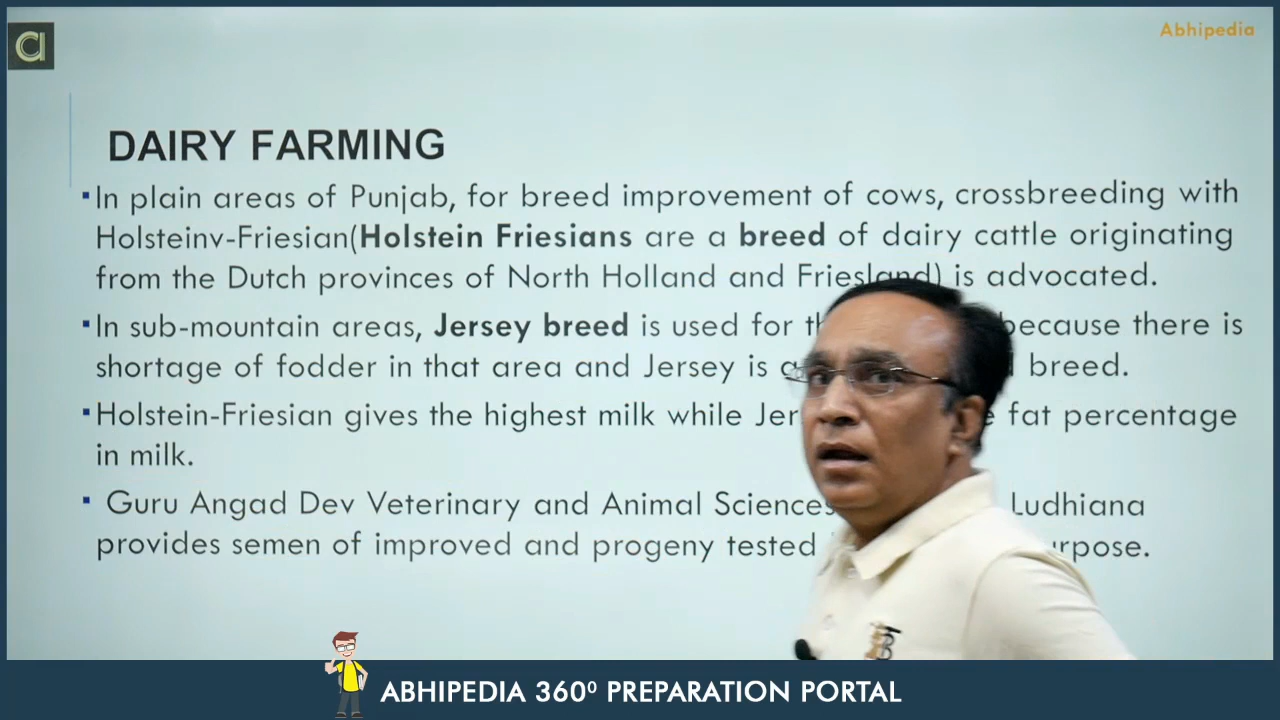 Abhipedia
DAIRY FARMING
▪In plain areas of Punjab, for breed improvement of cows, crossbreeding with
Holsteinv-Friesian(Holstein Friesians are a breed of dairy cattle originating
from the Dutch provinces of North Holland and Friesland) is advocated.
▪In sub-mountain areas, Jersey breed is used for because there is
shortage of fodder in that area and Jersey is breed.
▪Holstein-Friesian gives the highest milk while fat percentage
in milk.
▪ Guru Angad Dev Veterinary and Animal Sciences Ludhiana
provides semen of improved and progeny tested
ABHIPEDIA 360⁰ PREPARATION PORTAL